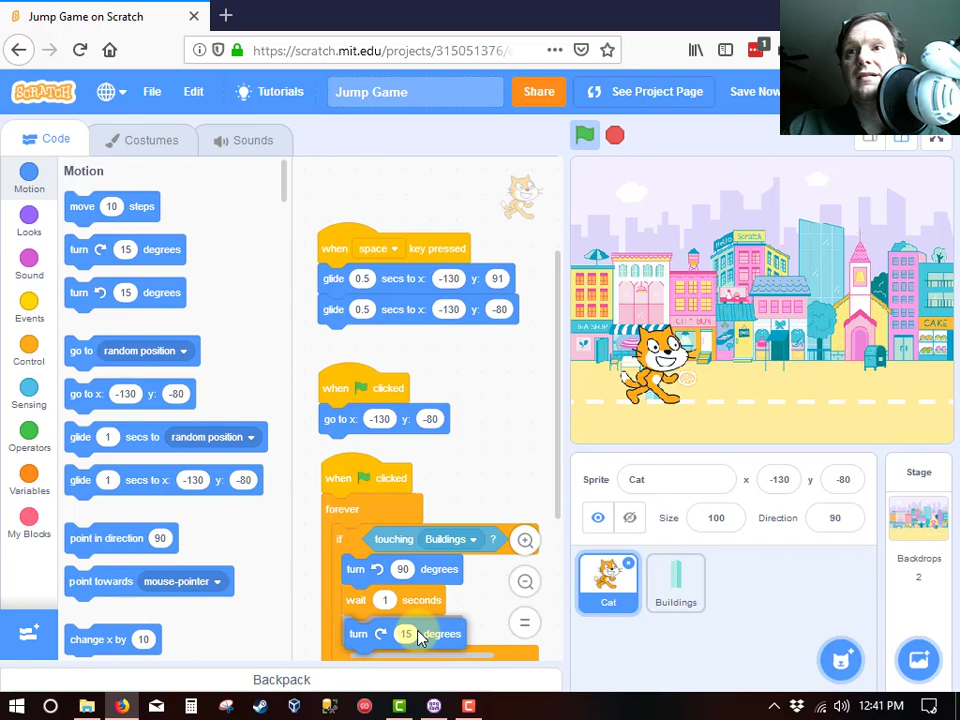 Jump Game on Scratch
https://scratch.mit.edu/projects/315051376/
1
SCRATCH
File
Edit
Tutorials
Jump Game
Share
See Project Page
Save Now
Code
Costumes
Sounds
Motion
Looks
Sound
Events
Control
Sensing
Operators
Variables
My Blocks
Motion
move 10 steps
turn 15 degrees
turn 15 degrees
go to random position
go to x: -130 y: -80
glide 1 secs to random position
glide 1 secs to x: -130 y: -80
point in direction 90
point towards mouse-pointer
change x by 10
when space key pressed
glide 0.5 secs to x: -130 y: 91
glide 0.5 secs to x: -130 y: -80
when clicked
go to x: -130 y: -80
when clicked
forever
if touching Buildings ?
turn 90 degrees
wait 1 seconds
turn 15 degrees
Scratch
CAKE
Sprite Cat x -130 y -80
Size 100 Direction 90
Cat
Buildings
Stage
Backdrops
2
Backpack
12:41 PM